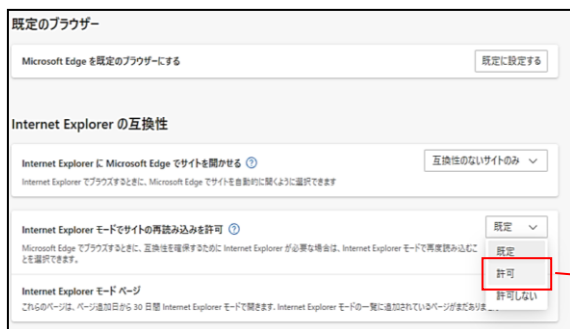 既定のブラウザー
Microsoft Edge を既定のブラウザーにする
既定に設定する
Internet Explorer の互換性
Internet Explorer に Microsoft Edge でサイトを開かせる ?
互換性のないサイトのみ
Internet Explorer でブラウズするときに、Microsoft Edge でサイトを自動的に開くように選択できます
Internet Explorer モードでサイトの再読み込みを許可 ?
既定
Microsoft Edge でブラウズするときに、互換性を確保するために Internet Explorer が必要な場合は、Internet Explorer モードで再度読み込むこ
とを選択できます。
既定
許可
許可しない
Internet Explorer モード ページ
これらのページは、ページ追加日から 30 日間 Internet Explorer モードで開きます。Internet Explorer モードの一覧に追加されているページがまだありま